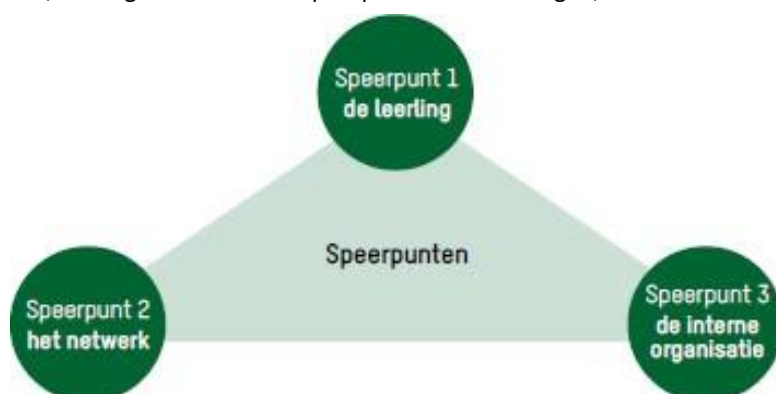 Speerpunt 1
de leerling
Speerpunten
Speerpunt 2
het netwerk
Speerpunt 3
de interne
organisatie